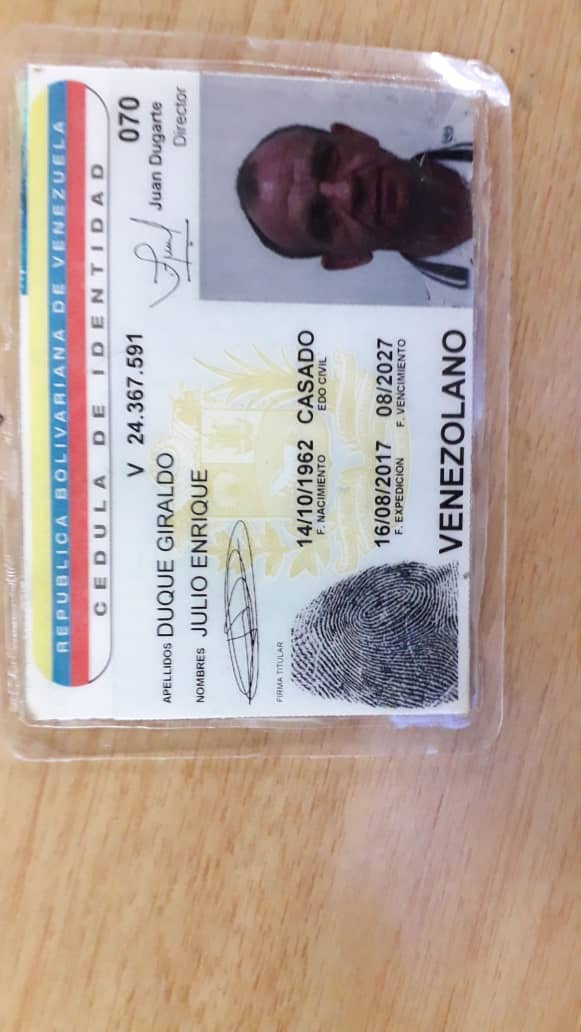 REPUBLICA BOLIVARIANA DE VENEZUELA
CEDULA DE IDENTIDAD
V 24.367.591
070
Juan Dugarte
Director
APELLIDOS DUQUE GIRALDO
NOMBRES JULIO ENRIQUE
FIRMA TITULAR
14/10/1962 CASADO
F. NACIMIENTO EDO CIVIL
16/08/2017 08/2027
F. EXPEDICION F. VENCIMIENTO
VENEZOLANO